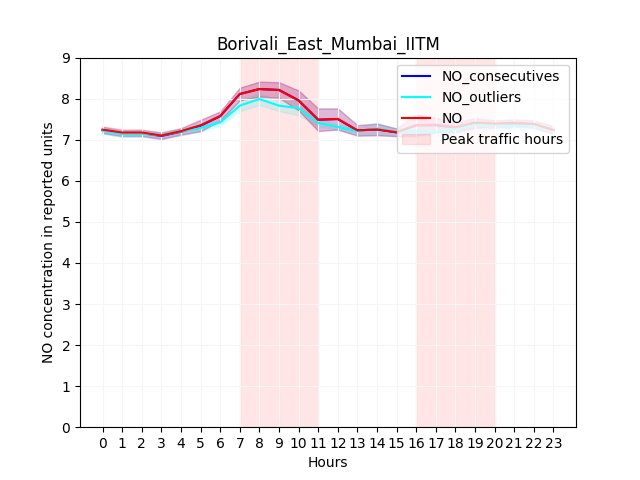 Borivali_East_Mumbai_IITM
NO concentration in reported units
9
8
7
6
5
4
3
2
1
0
NO_consecutives
NO_outliers
NO
Peak traffic hours
0 1 2 3 4 5 6 7 8 9 10 11 12 13 14 15 16 17 18 19 20 21 22 23
Hours